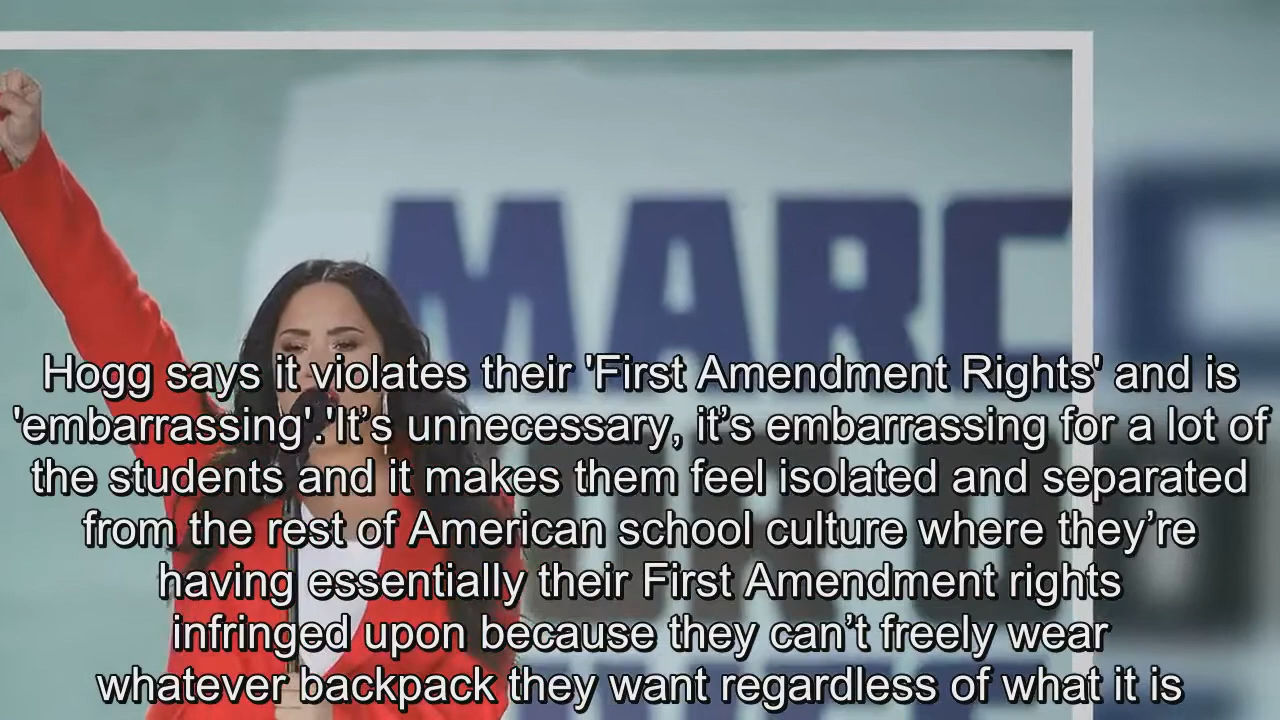 MARC
Hogg says it violates their 'First Amendment Rights' and is
'embarrassing'.'It’s unnecessary, it’s embarrassing for a lot of
the students and it makes them feel isolated and separated
from the rest of American school culture where they’re
having essentially their First Amendment rights
infringed upon because they can’t freely wear
whatever backpack they want regardless of what it is